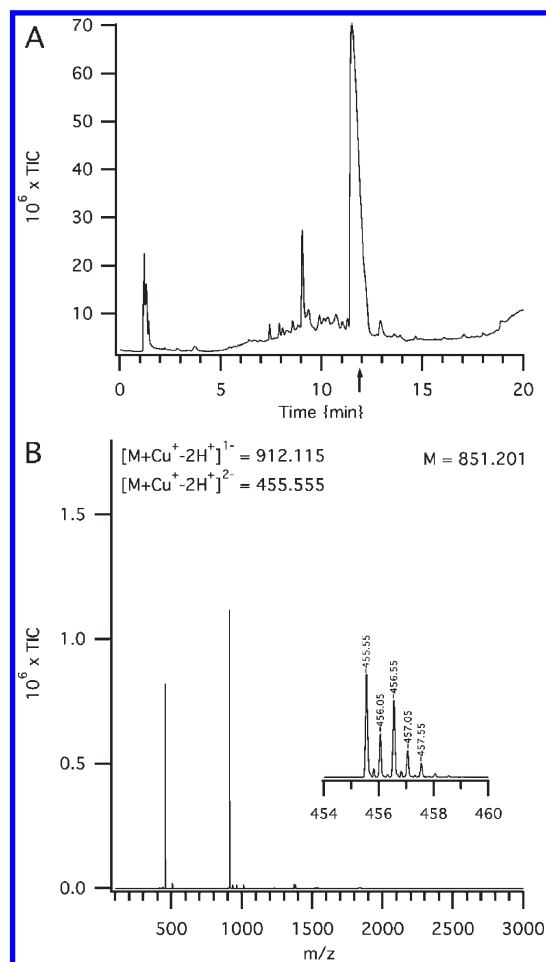 A
70
60
50
40
30
20
10
10⁶ x TIC
0 5 10 15 20
Time {min}
B
[M+Cu⁺-2H⁺]¹⁻ = 912.115 M = 851.201
[M+Cu⁺-2H⁺]²⁻ = 455.555
1.5
1.0
0.5
0.0
10⁶ x TIC
455.55
456.05
456.55
457.05
457.55
454 456 458 460
500 1000 1500 2000 2500 3000
m/z